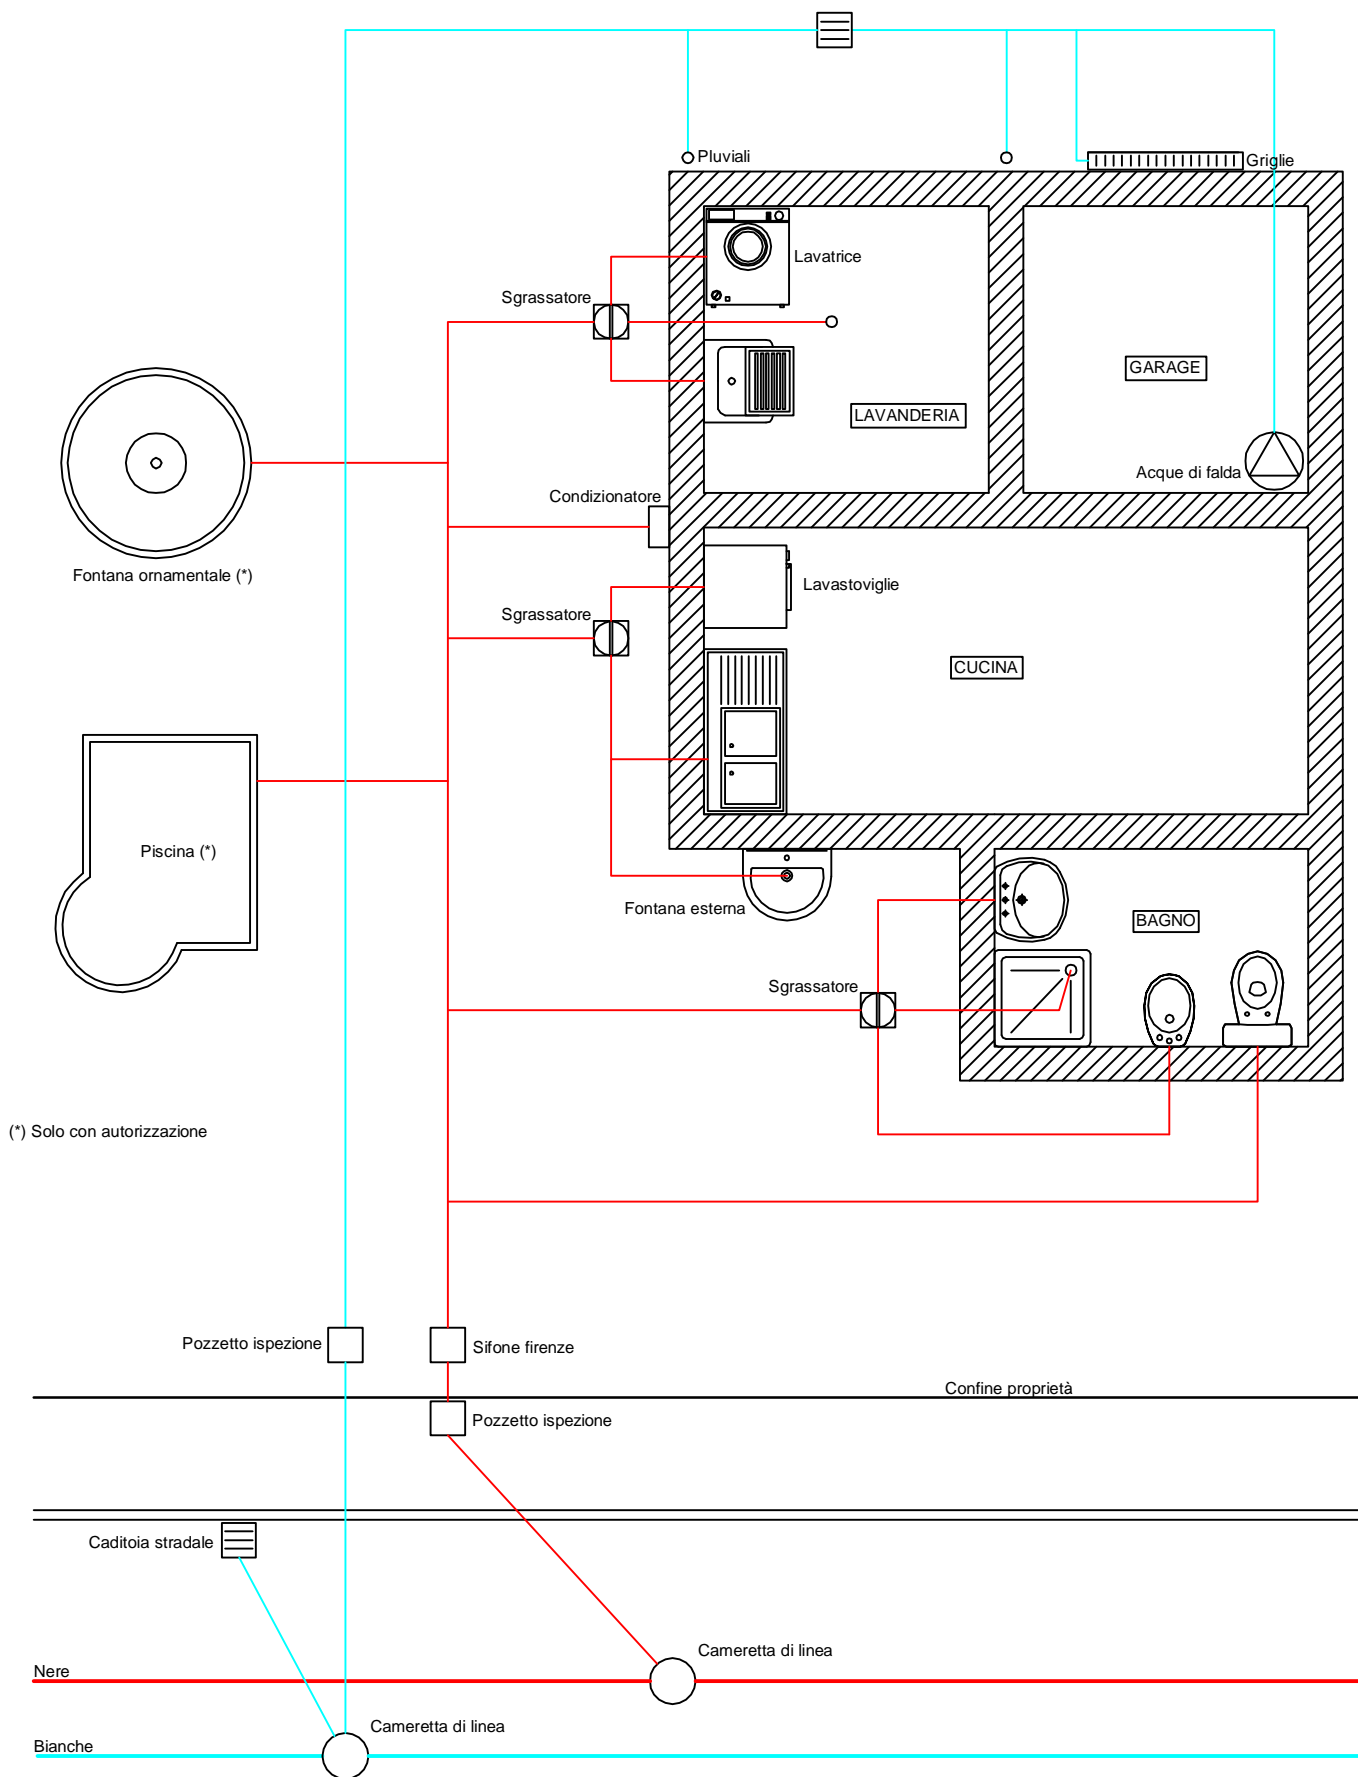 Pluviali
Griglie
Lavatrice
Sgrassatore
GARAGE
LAVANDERIA
Acque di falda
Condizionatore
Fontana ornamentale (*)
Lavastoviglie
Sgrassatore
CUCINA
Piscina (*)
Fontana esterna
BAGNO
Sgrassatore
(*) Solo con autorizzazione
Pozzetto ispezione
Sifone firenze
Confine proprietà
Pozzetto ispezione
Caditoia stradale
Cameretta di linea
Nere
Cameretta di linea
Bianche